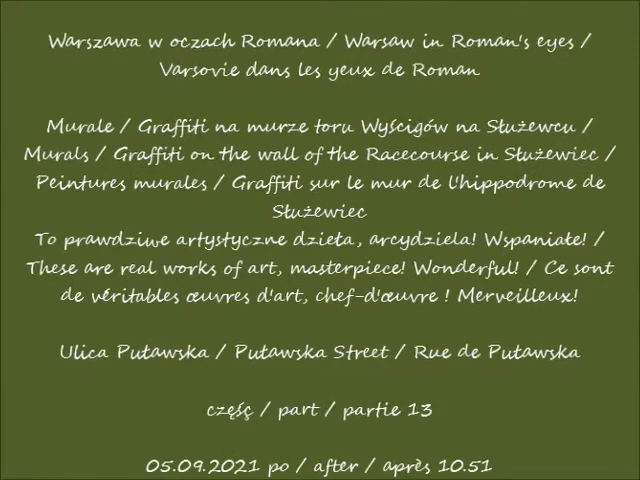 Warszawa w oczach Romana / Warsaw in Roman's eyes /
Varsovie dans les yeux de Roman
Murale / Graffiti na murze toru Wyścigów na Służewcu /
Murals / Graffiti on the wall of the Racecourse in Służewiec /
Peintures murales / Graffiti sur le mur de l'hippodrome de
Służewiec
To prawdziwe artystyczne dzieła, arcydziela! Wspaniałe! /
These are real works of art, masterpiece! Wonderful! / Ce sont
de véritables œuvres d'art, chef-d'œuvre ! Merveilleux!
Ulica Puławska / Puławska Street / Rue de Puławska
częśç / part / partie 13
05.09.2021 po / after / après 10.51